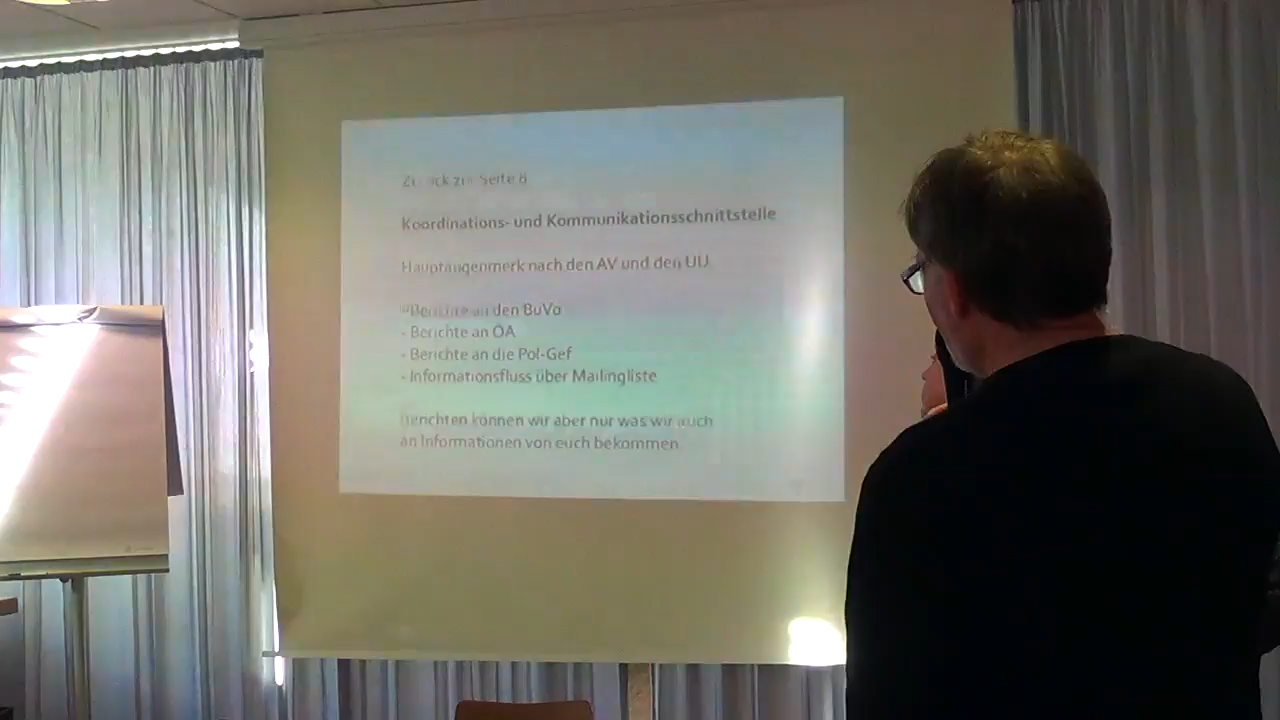 Zurück zur Seite 8
Koordinations- und Kommunikationsschnittstelle
Hauptaugenmerk nach den AV und den UU
- Berichte an den BuVo
- Berichte an ÖA
- Berichte an die Pol-Gef
- Informationsfluss über Mailingliste
Berichten können wir aber nur was wir auch
an Informationen von euch bekommen